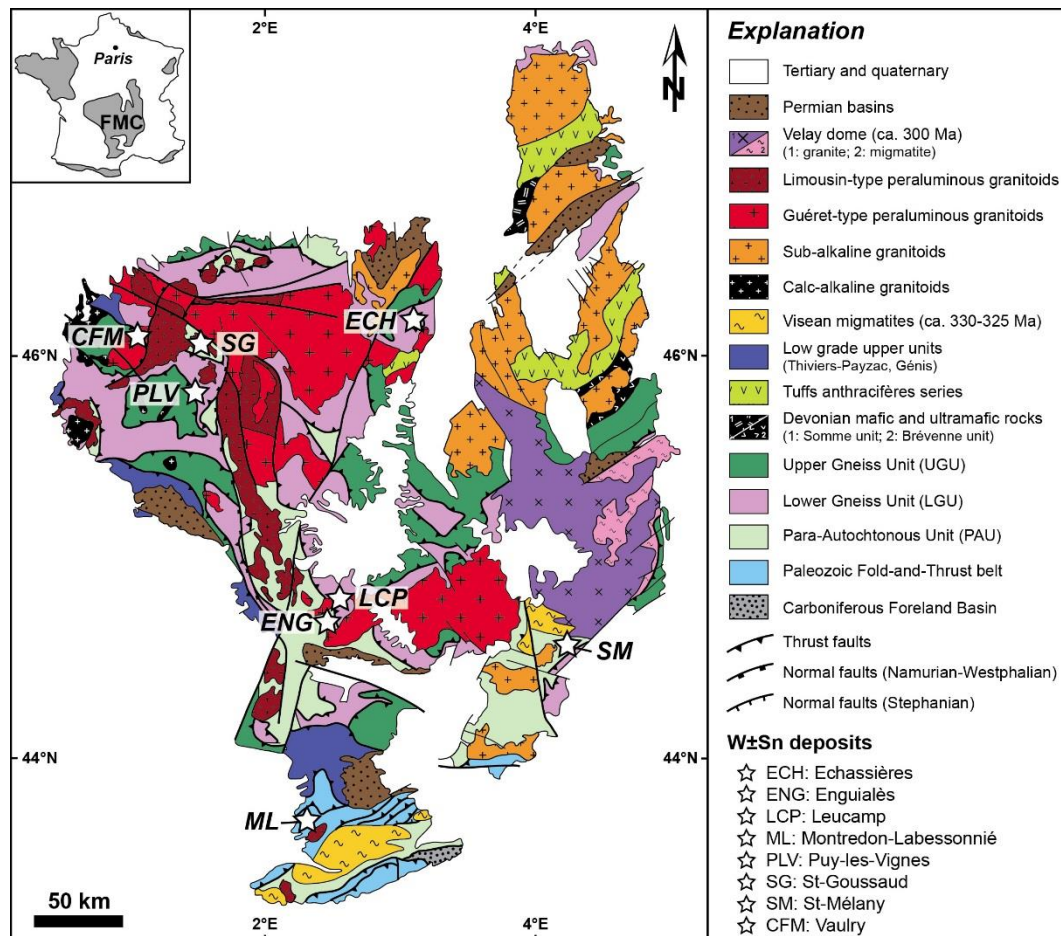 Paris
FMC
2°E
4°E
N
46°N
46°N
CFM
SG
ECH
PLV
LCP
ENG
SM
44°N
44°N
ML
50 km
2°E
4°E
Explanation
Tertiary and quaternary
Permian basins
1
2
Velay dome (ca. 300 Ma)
(1: granite; 2: migmatite)
Limousin-type peraluminous granitoids
Guéret-type peraluminous granitoids
Sub-alkaline granitoids
Calc-alkaline granitoids
Visean migmatites (ca. 330-325 Ma)
Low grade upper units
(Thiviers-Payzac, Génis)
Tuffs anthracifères series
1
2
Devonian mafic and ultramafic rocks
(1: Somme unit; 2: Brévenne unit)
Upper Gneiss Unit (UGU)
Lower Gneiss Unit (LGU)
Para-Autochtonous Unit (PAU)
Paleozoic Fold-and-Thrust belt
Carboniferous Foreland Basin
Thrust faults
Normal faults (Namurian-Westphalian)
Normal faults (Stephanian)
W±Sn deposits
ECH: Echassières
ENG: Enguialès
LCP: Leucamp
ML: Montredon-Labessonnié
PLV: Puy-les-Vignes
SG: St-Goussaud
SM: St-Mélany
CFM: Vaulry